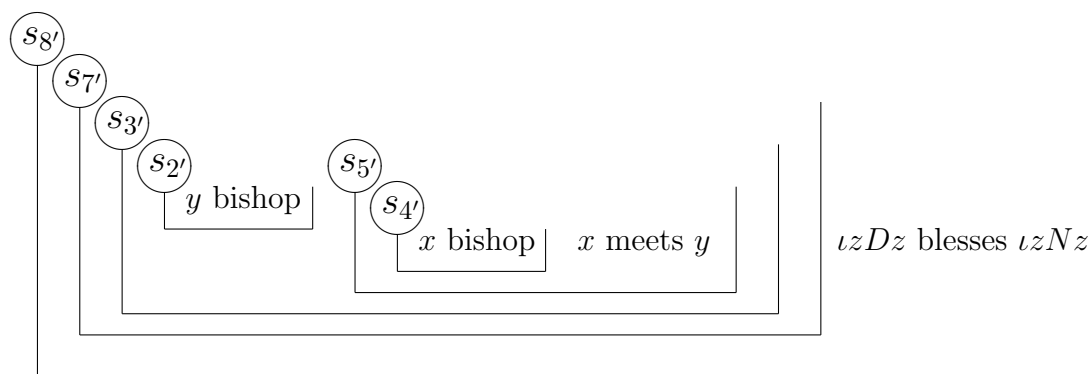 s8′
s7′
s3′
s2′ s5′
y bishop s4′
x bishop x meets y ιzDz blesses ιzNz